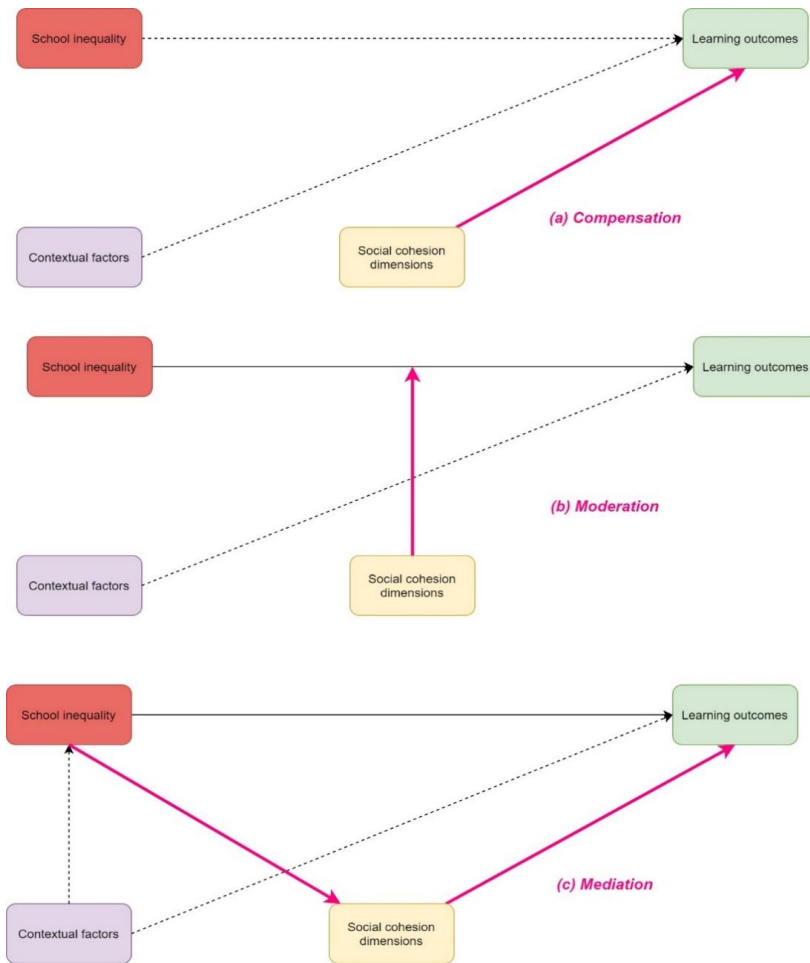 School inequality
Learning outcomes
(a) Compensation
Contextual factors
Social cohesion
dimensions
School inequality
Learning outcomes
(b) Moderation
Contextual factors
Social cohesion
dimensions
School inequality
Learning outcomes
(c) Mediation
Contextual factors
Social cohesion
dimensions